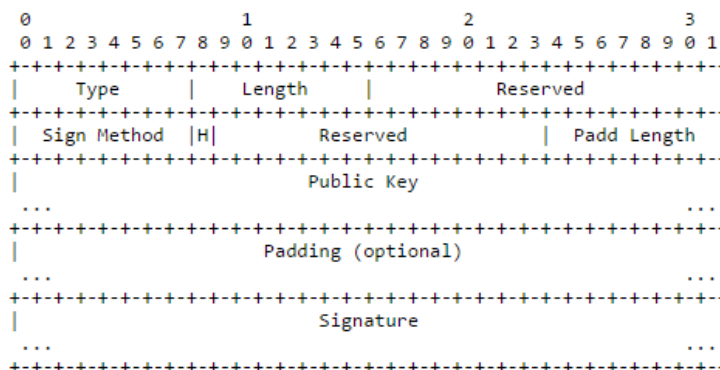 0                   1                   2                   3
 0 1 2 3 4 5 6 7 8 9 0 1 2 3 4 5 6 7 8 9 0 1 2 3 4 5 6 7 8 9 0 1
+-+-+-+-+-+-+-+-+-+-+-+-+-+-+-+-+-+-+-+-+-+-+-+-+-+-+-+-+-+-+-+-
|     Type      |    Length     |           Reserved
+-+-+-+-+-+-+-+-+-+-+-+-+-+-+-+-+-+-+-+-+-+-+-+-+-+-+-+-+-+-+-+-
|  Sign Method  |H|         Reserved            |  Padd Length
+-+-+-+-+-+-+-+-+-+-+-+-+-+-+-+-+-+-+-+-+-+-+-+-+-+-+-+-+-+-+-+-
|                          Public Key
 ...                                                         ...
+-+-+-+-+-+-+-+-+-+-+-+-+-+-+-+-+-+-+-+-+-+-+-+-+-+-+-+-+-+-+-+-
|                      Padding (optional)
 ...                                                         ...
+-+-+-+-+-+-+-+-+-+-+-+-+-+-+-+-+-+-+-+-+-+-+-+-+-+-+-+-+-+-+-+-
|                           Signature
 ...                                                         ...
+-+-+-+-+-+-+-+-+-+-+-+-+-+-+-+-+-+-+-+-+-+-+-+-+-+-+-+-+-+-+-+-